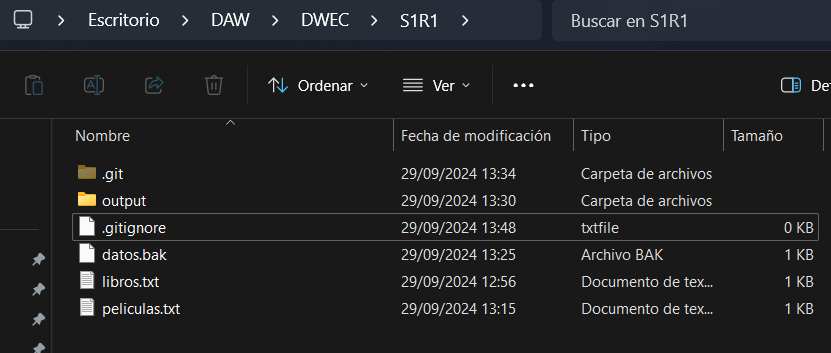 Escritorio > DAW > DWEC > S1R1 > Buscar en S1R1
Ordenar Ver ••• Det
Nombre Fecha de modificación Tipo Tamaño
.git 29/09/2024 13:34 Carpeta de archivos
output 29/09/2024 13:30 Carpeta de archivos
.gitignore 29/09/2024 13:48 txtfile 0 KB
datos.bak 29/09/2024 13:25 Archivo BAK 1 KB
libros.txt 29/09/2024 12:56 Documento de tex... 1 KB
peliculas.txt 29/09/2024 13:15 Documento de tex... 1 KB